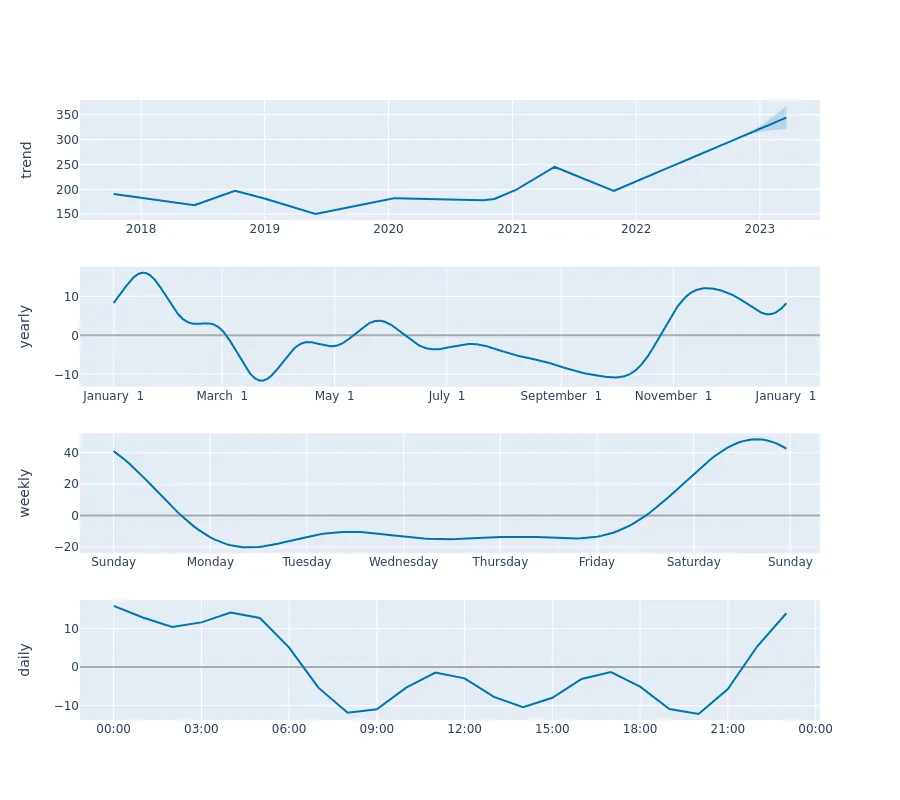 trend
350
300
250
200
150
2018 2019 2020 2021 2022 2023
yearly
10
0
−10
January 1 March 1 May 1 July 1 September 1 November 1 January 1
weekly
40
20
0
−20
Sunday Monday Tuesday Wednesday Thursday Friday Saturday Sunday
daily
10
0
−10
00:00 03:00 06:00 09:00 12:00 15:00 18:00 21:00 00:00